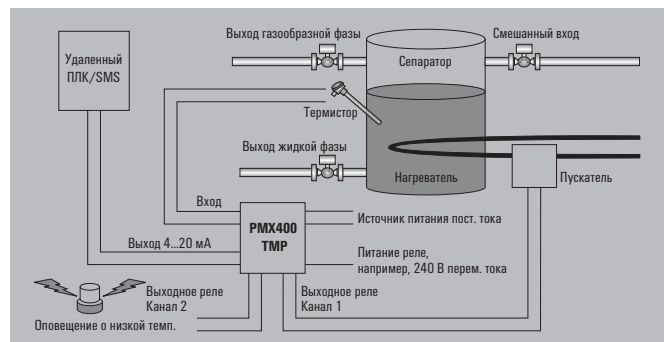 Удаленный
ПЛК/SMS
Выход газообразной фазы
Смешанный вход
Сепаратор
Термистор
Выход жидкой фазы
Нагреватель
Пускатель
Вход
PMX400
TMP
Источник питания пост. тока
Выход 4...20 мА
Питание реле,
например, 240 В перем. тока
Выходное реле
Канал 2
Выходное реле
Канал 1
Оповещение о низкой темп.